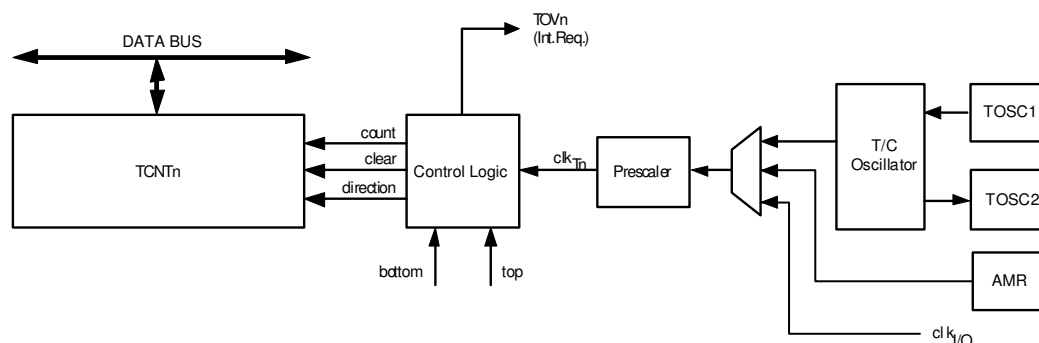 TOVn
(Int.Req.)
DATA BUS
TCNTn
count
clear
direction
Control Logic
clkTn
Prescaler
T/C
Oscillator
TOSC1
TOSC2
AMR
bottom
top
clkI/O